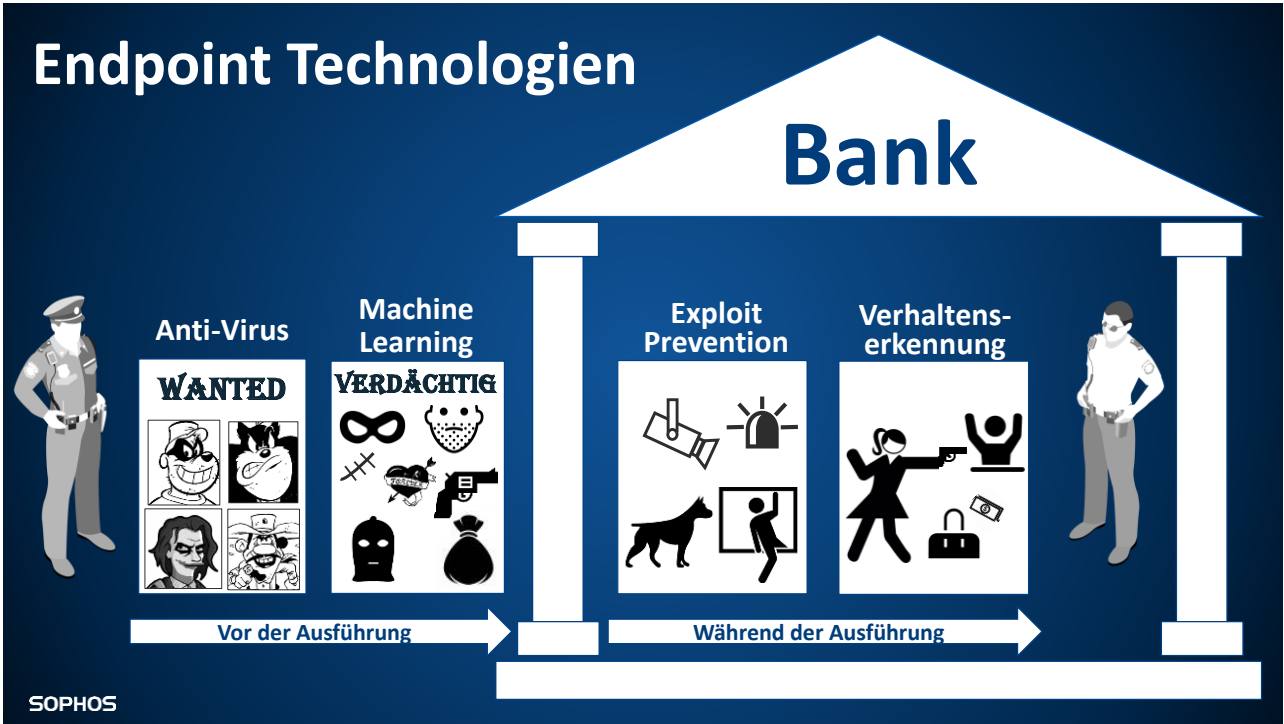 Endpoint Technologien
Bank
Anti-Virus
Machine
Learning
Exploit
Prevention
Verhaltens-
erkennung
WANTED
VERDÄCHTIG
FOREVER
Vor der Ausführung
Während der Ausführung
SOPHOS